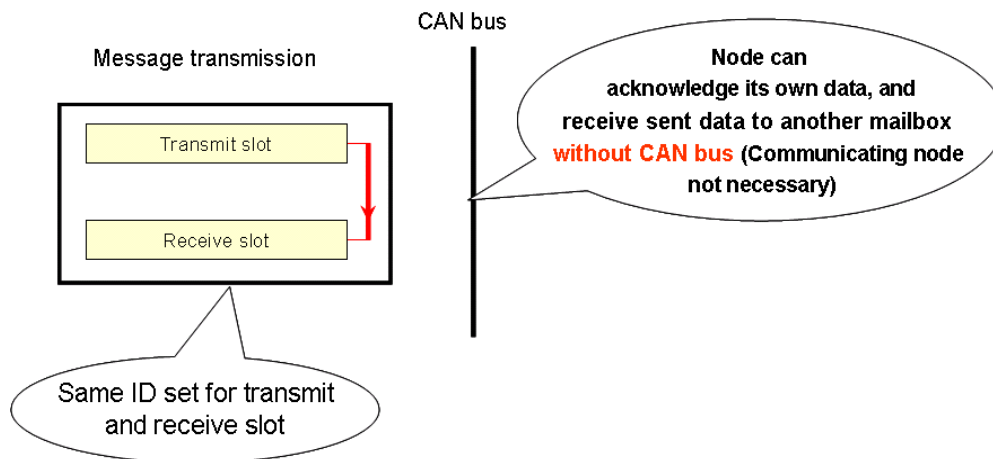 CAN bus
Message transmission
Node can
acknowledge its own data, and
receive sent data to another mailbox
without CAN bus (Communicating node
not necessary)
Transmit slot
Receive slot
Same ID set for transmit
and receive slot